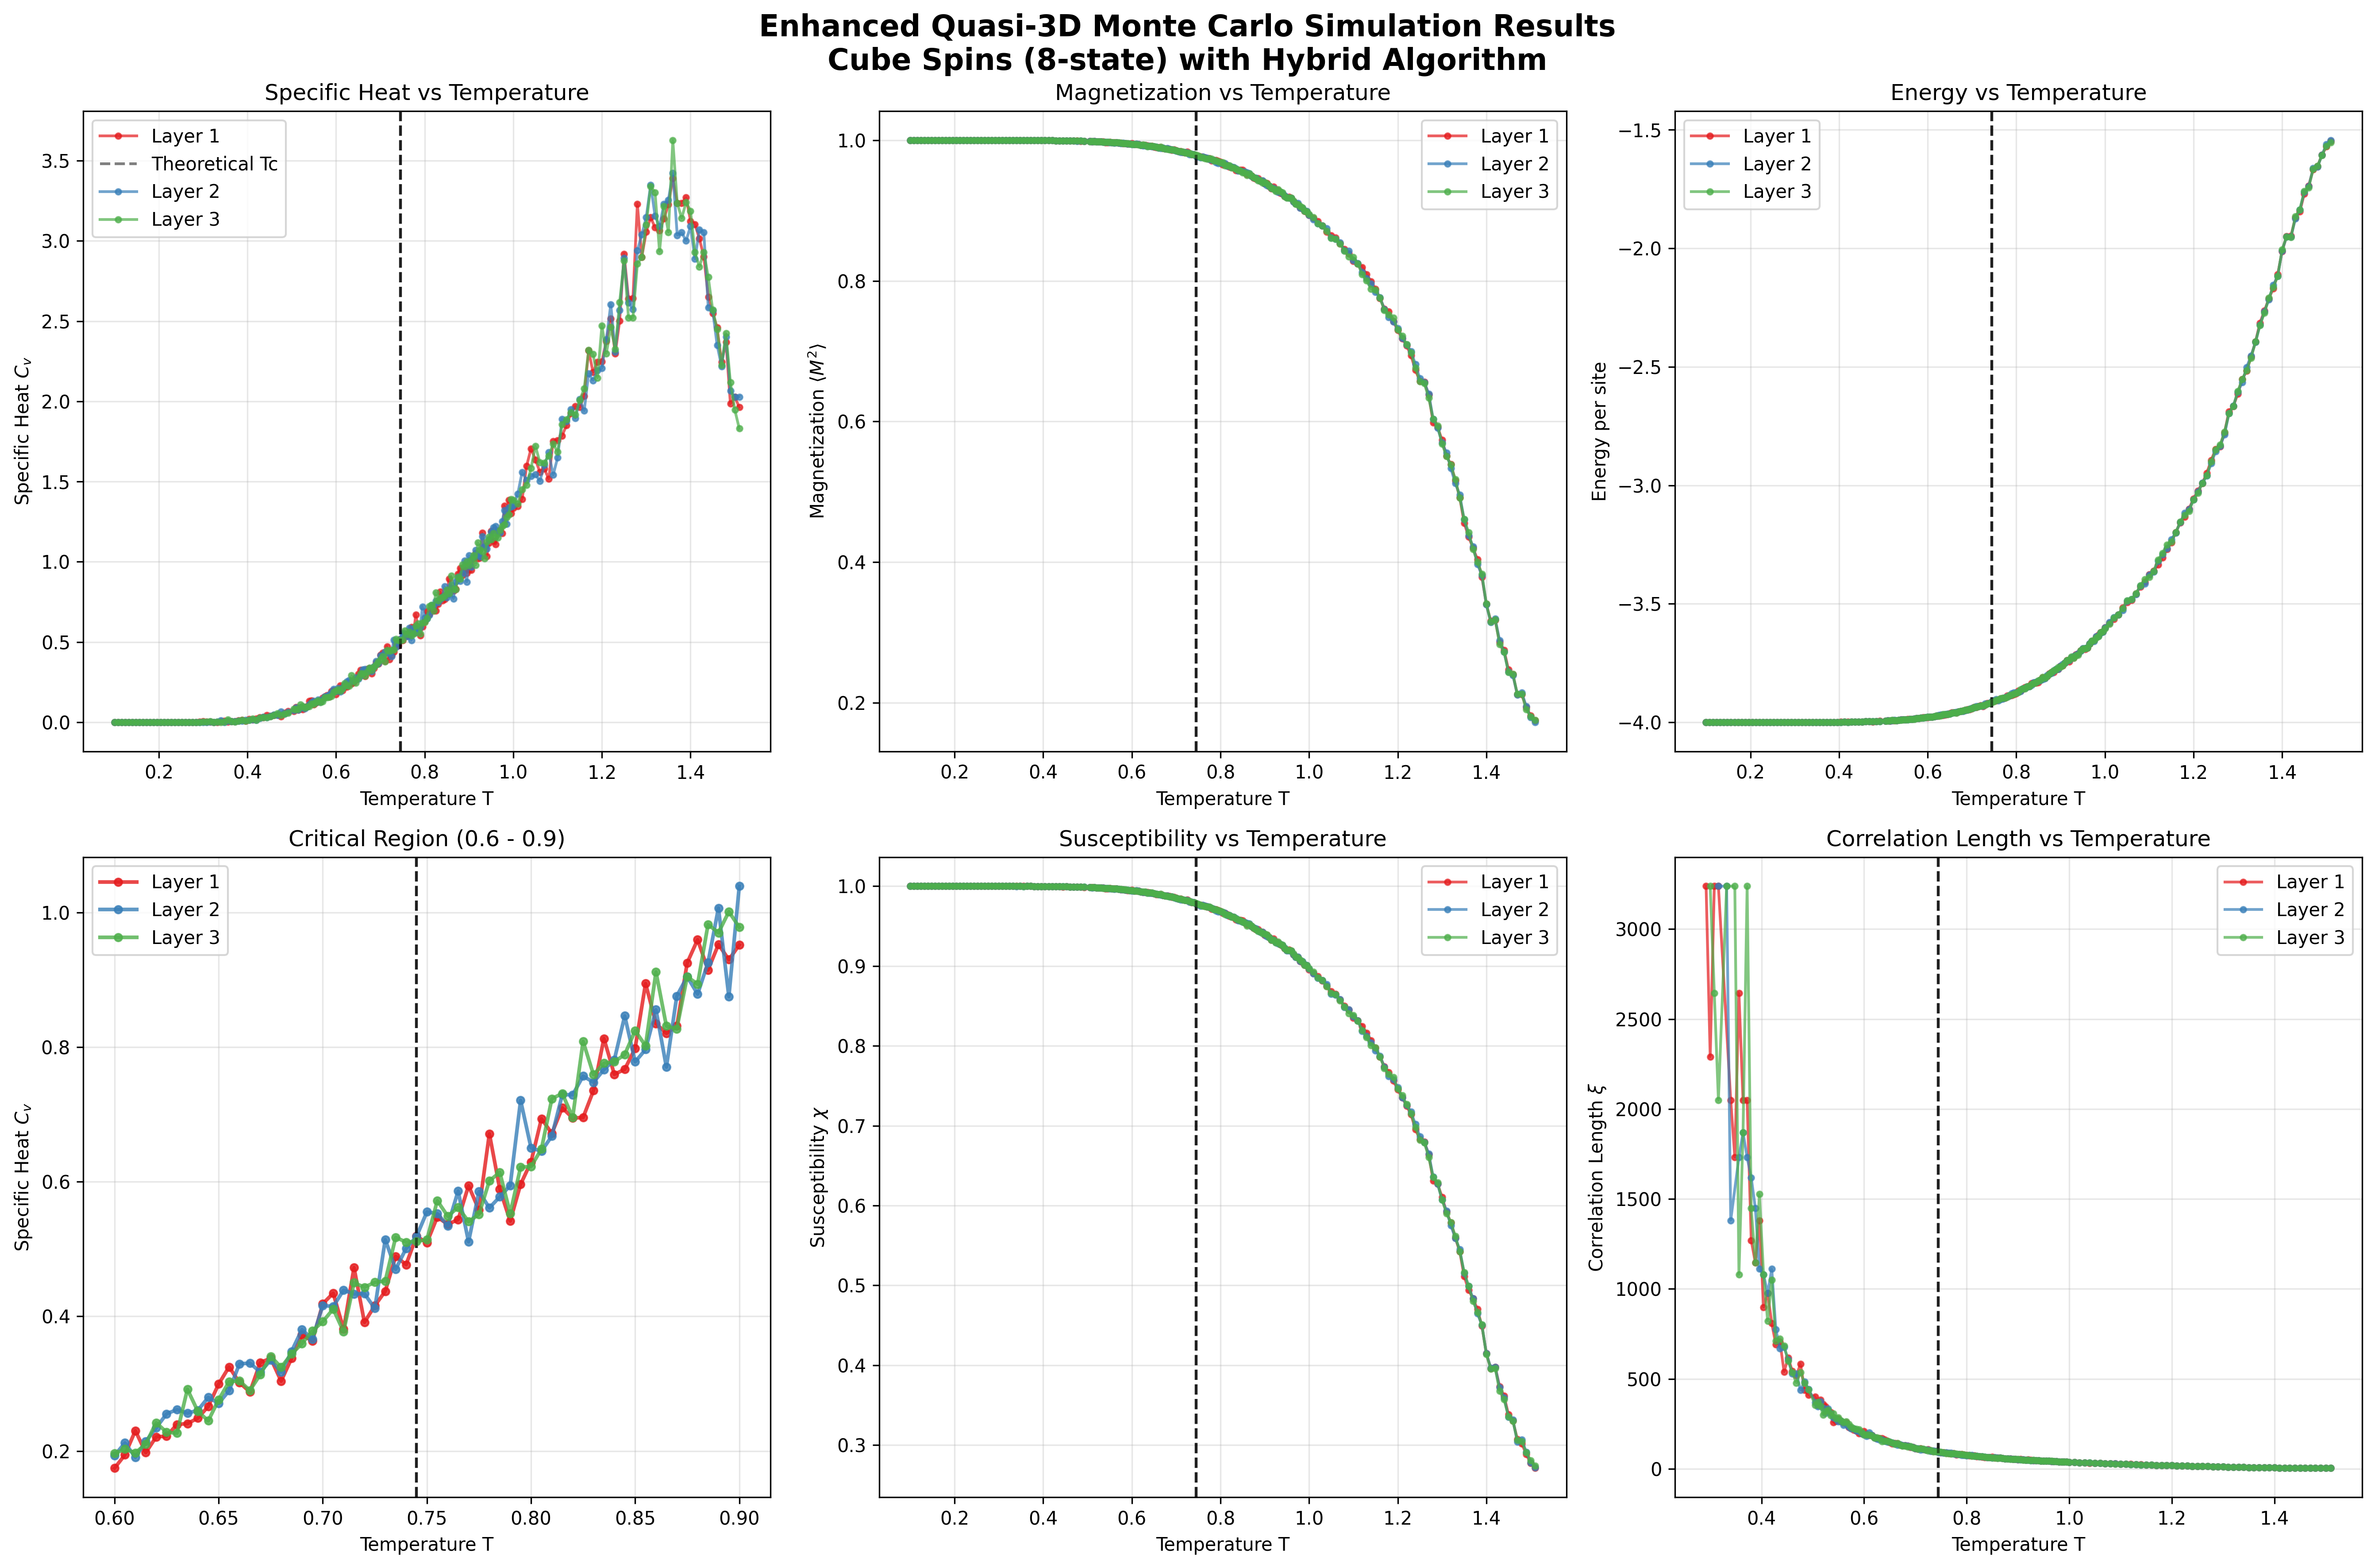 Enhanced Quasi-3D Monte Carlo Simulation Results
Cube Spins (8-state) with Hybrid Algorithm
Specific Heat vs Temperature
Layer 1
Theoretical Tc
Layer 2
Layer 3
3.5
3.0
2.5
2.0
1.5
1.0
0.5
0.0
Specific Heat $C_v$
0.2 0.4 0.6 0.8 1.0 1.2 1.4
Temperature T
Magnetization vs Temperature
Layer 1
Layer 2
Layer 3
1.0
0.8
0.6
0.4
0.2
Magnetization ⟨M²⟩
0.2 0.4 0.6 0.8 1.0 1.2 1.4
Temperature T
Energy vs Temperature
Layer 1
Layer 2
Layer 3
−1.5
−2.0
−2.5
−3.0
−3.5
−4.0
Energy per site
0.2 0.4 0.6 0.8 1.0 1.2 1.4
Temperature T
Critical Region (0.6 - 0.9)
Layer 1
Layer 2
Layer 3
1.0
0.8
0.6
0.4
0.2
Specific Heat $C_v$
0.60 0.65 0.70 0.75 0.80 0.85 0.90
Temperature T
Susceptibility vs Temperature
Layer 1
Layer 2
Layer 3
1.0
0.9
0.8
0.7
0.6
0.5
0.4
0.3
Susceptibility χ
0.2 0.4 0.6 0.8 1.0 1.2 1.4
Temperature T
Correlation Length vs Temperature
Layer 1
Layer 2
Layer 3
3000
2500
2000
1500
1000
500
0
Correlation Length ξ
0.4 0.6 0.8 1.0 1.2 1.4
Temperature T